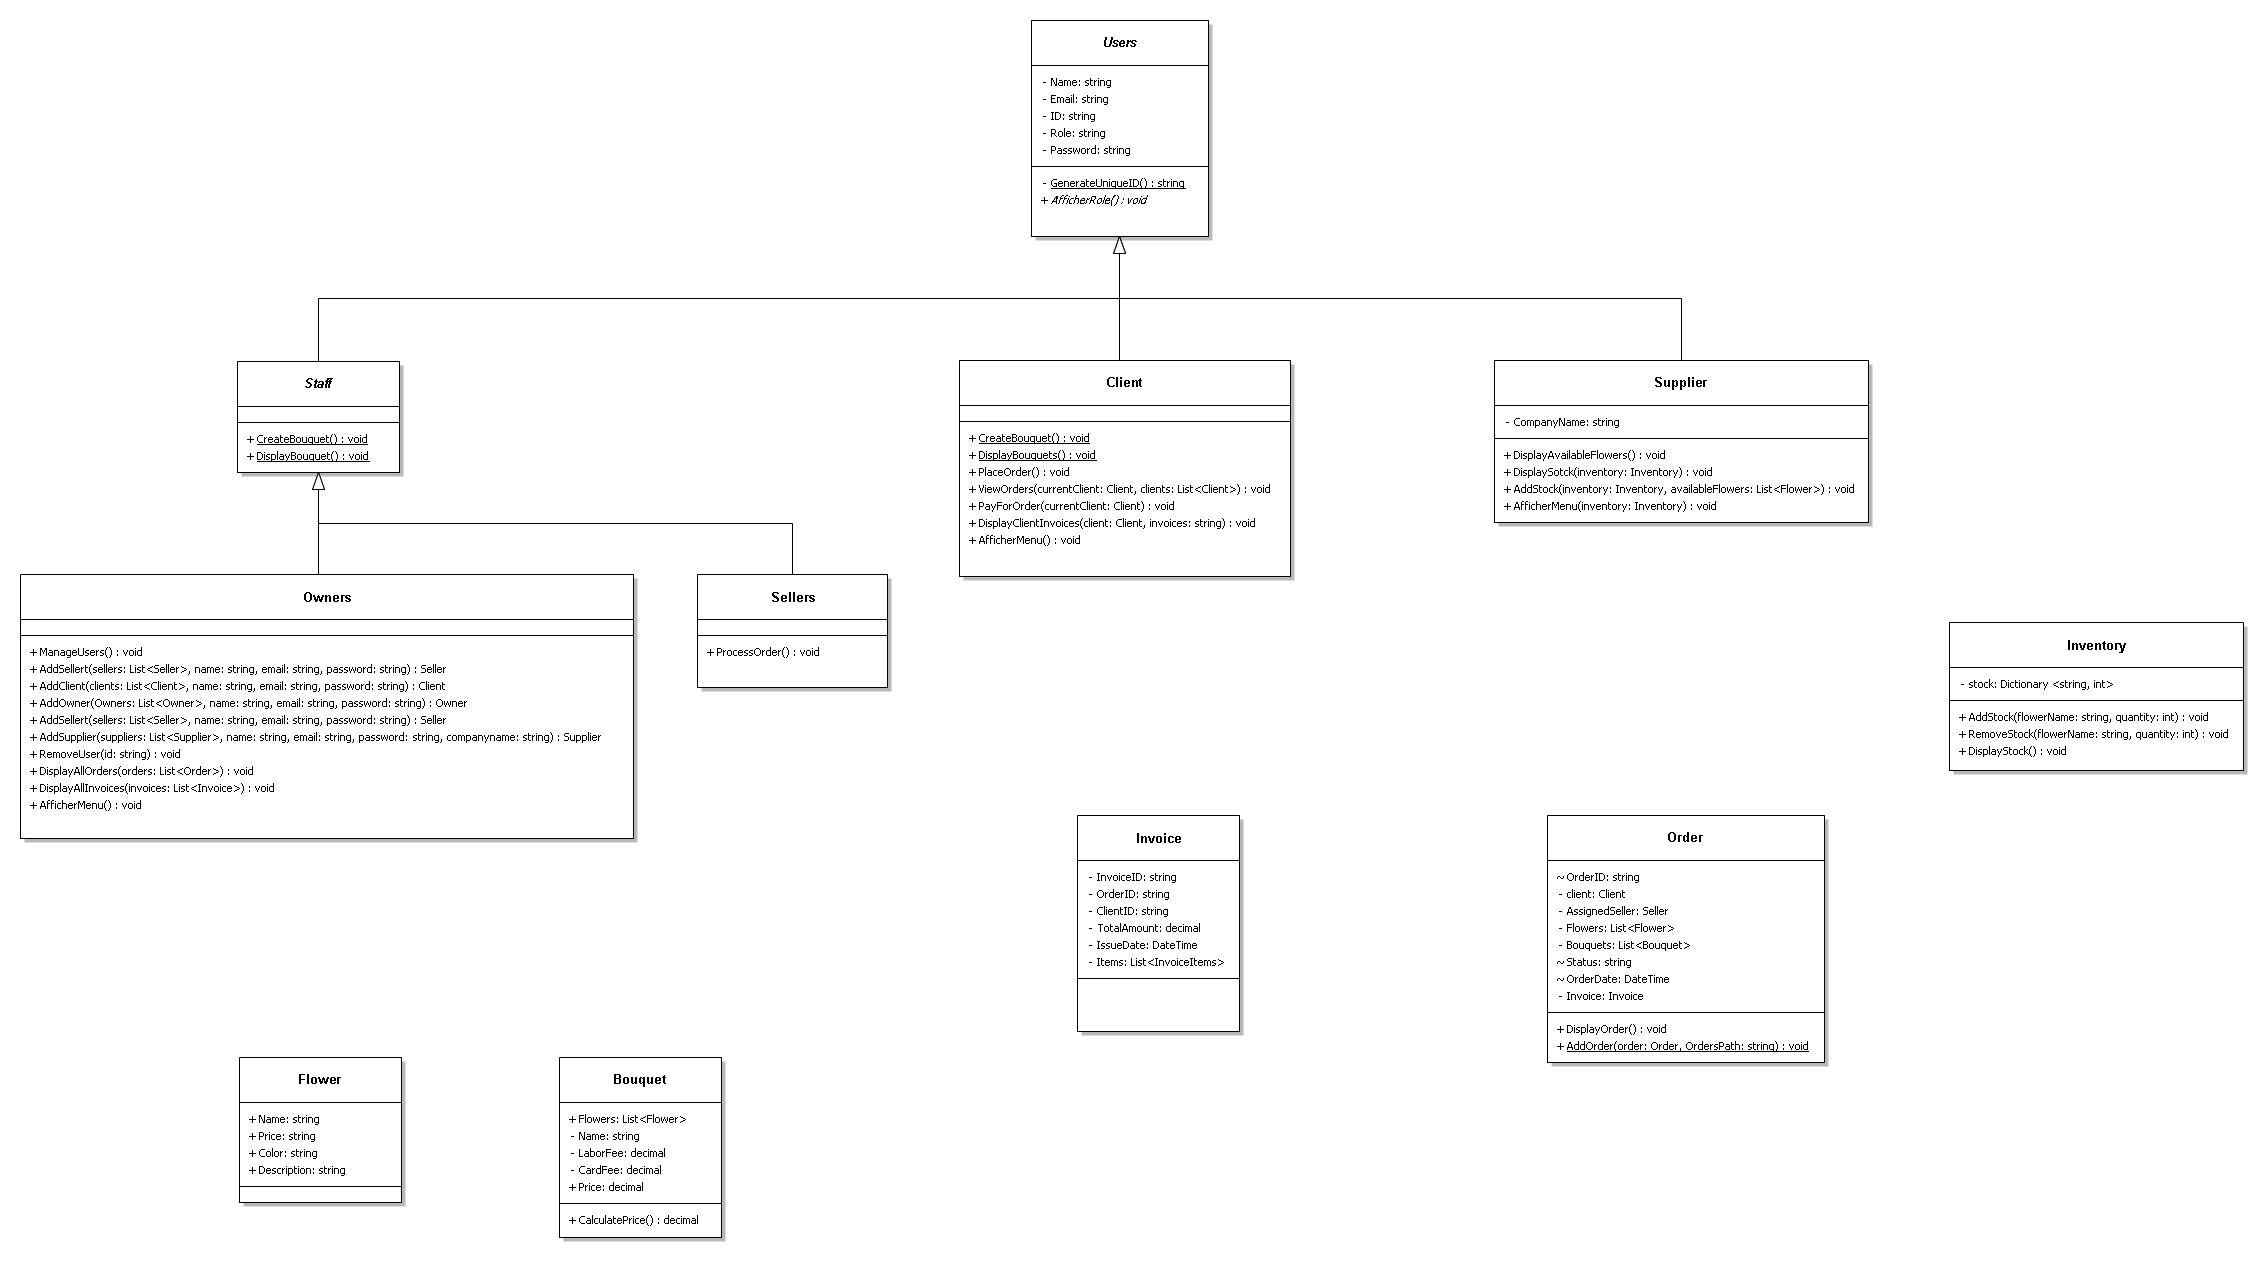 Users
- Name: string
- Email: string
- ID: string
- Role: string
- Password: string
- GenerateUniqueID() : string
+ AfficherRole() : void
Staff
+ CreateBouquet() : void
+ DisplayBouquet() : void
Client
+ CreateBouquet() : void
+ DisplayBouquets() : void
+ PlaceOrder() : void
+ ViewOrders(currentClient: Client, clients: List<Client>) : void
+ PayForOrder(currentClient: Client) : void
+ DisplayClientInvoices(client: Client, invoices: string) : void
+ AfficherMenu() : void
Supplier
- CompanyName: string
+ DisplayAvailableFlowers() : void
+ DisplaySotck(inventory: Inventory) : void
+ AddStock(inventory: Inventory, availableFlowers: List<Flower>) : void
+ AfficherMenu(inventory: Inventory) : void
Owners
+ ManageUsers() : void
+ AddSellert(sellers: List<Seller>, name: string, email: string, password: string) : Seller
+ AddClient(clients: List<Client>, name: string, email: string, password: string) : Client
+ AddOwner(Owners: List<Owner>, name: string, email: string, password: string) : Owner
+ AddSellert(sellers: List<Seller>, name: string, email: string, password: string) : Seller
+ AddSupplier(suppliers: List<Supplier>, name: string, email: string, password: string, companyname: string) : Supplier
+ RemoveUser(id: string) : void
+ DisplayAllOrders(orders: List<Order>) : void
+ DisplayAllInvoices(invoices: List<Invoice>) : void
+ AfficherMenu() : void
Sellers
+ ProcessOrder() : void
Inventory
- stock: Dictionary <string, int>
+ AddStock(flowerName: string, quantity: int) : void
+ RemoveStock(flowerName: string, quantity: int) : void
+ DisplayStock() : void
Invoice
- InvoiceID: string
- OrderID: string
- ClientID: string
- TotalAmount: decimal
- IssueDate: DateTime
- Items: List<InvoiceItems>
Order
~ OrderID: string
- client: Client
- AssignedSeller: Seller
- Flowers: List<Flower>
- Bouquets: List<Bouquet>
~ Status: string
~ OrderDate: DateTime
- Invoice: Invoice
+ DisplayOrder() : void
+ AddOrder(order: Order, OrdersPath: string) : void
Flower
+ Name: string
+ Price: string
+ Color: string
+ Description: string
Bouquet
+ Flowers: List<Flower>
- Name: string
- LaborFee: decimal
- CardFee: decimal
+ Price: decimal
+ CalculatePrice() : decimal